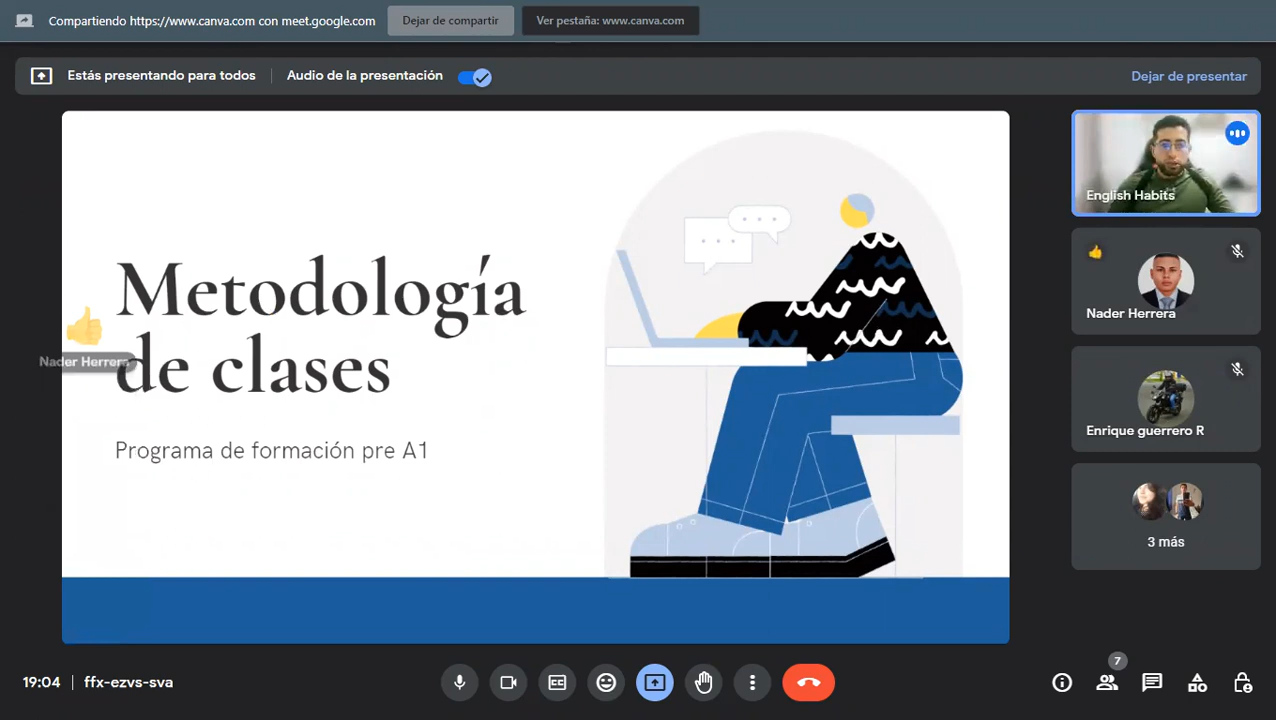 Compartiendo https://www.canva.com con meet.google.com
Dejar de compartir
Ver pestaña: www.canva.com
Estás presentando para todos
Audio de la presentación
Dejar de presentar
Metodología
de clases
Nader Herrera
Programa de formación pre A1
English Habits
Nader Herrera
Enrique guerrero R
3 más
19:04
ffx-ezvs-sva
7